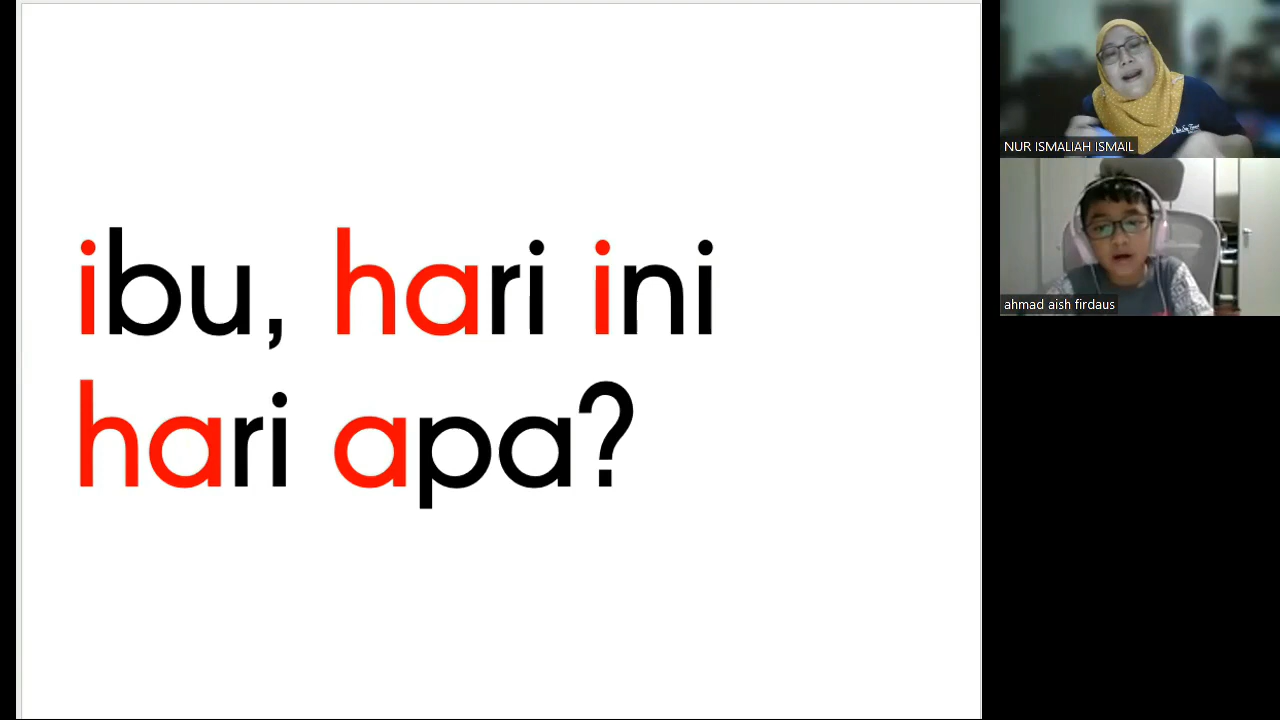 ibu, hari ini
hari apa?
NUR ISMALIAH ISMAIL
ahmad aish firdaus